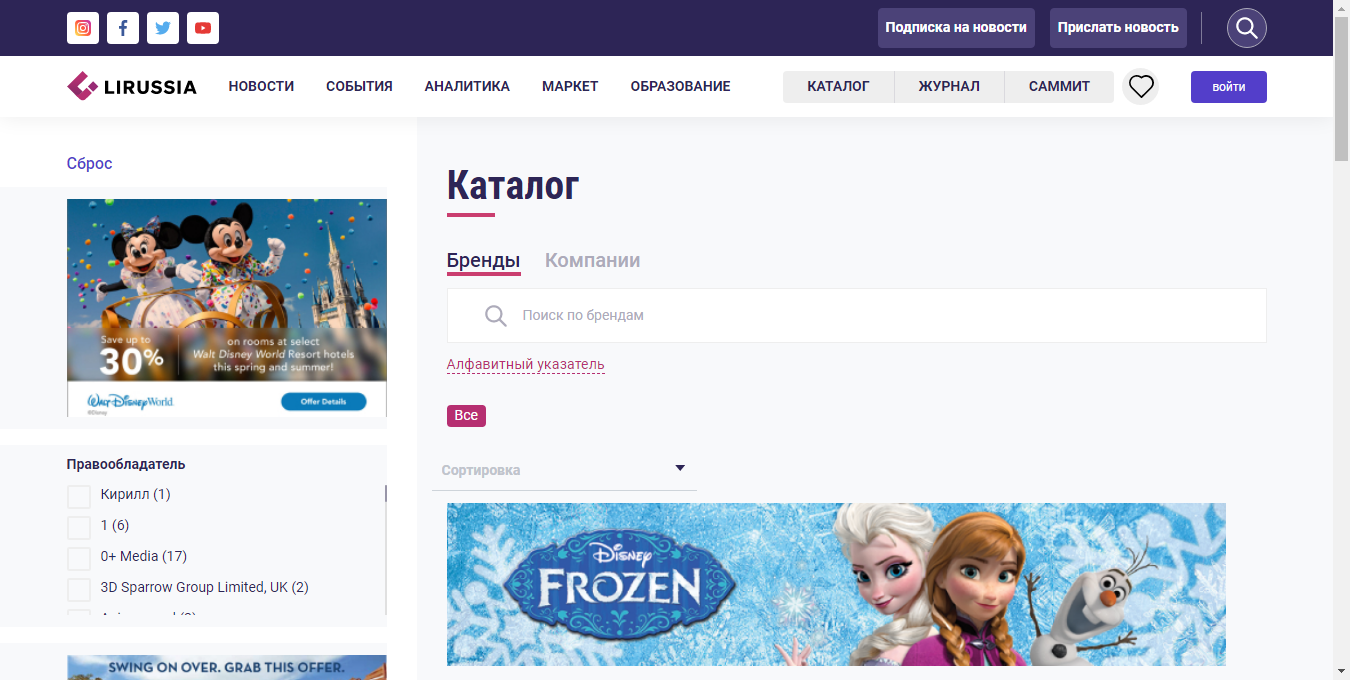 Подписка на новости
Прислать новость
LIRUSSIA
НОВОСТИ
СОБЫТИЯ
АНАЛИТИКА
МАРКЕТ
ОБРАЗОВАНИЕ
КАТАЛОГ
ЖУРНАЛ
САММИТ
ВОЙТИ
Сброс
Save up to
30%
on rooms at select
Walt Disney World Resort hotels
this spring and summer!
WALT DISNEY World
©Disney
Offer Details
Правообладатель
Кирилл (1)
1 (6)
0+ Media (17)
3D Sparrow Group Limited, UK (2)
SWING ON OVER. GRAB THIS OFFER.
Каталог
Бренды
Компании
Поиск по брендам
Алфавитный указатель
Все
Сортировка
DISNEY
FROZEN